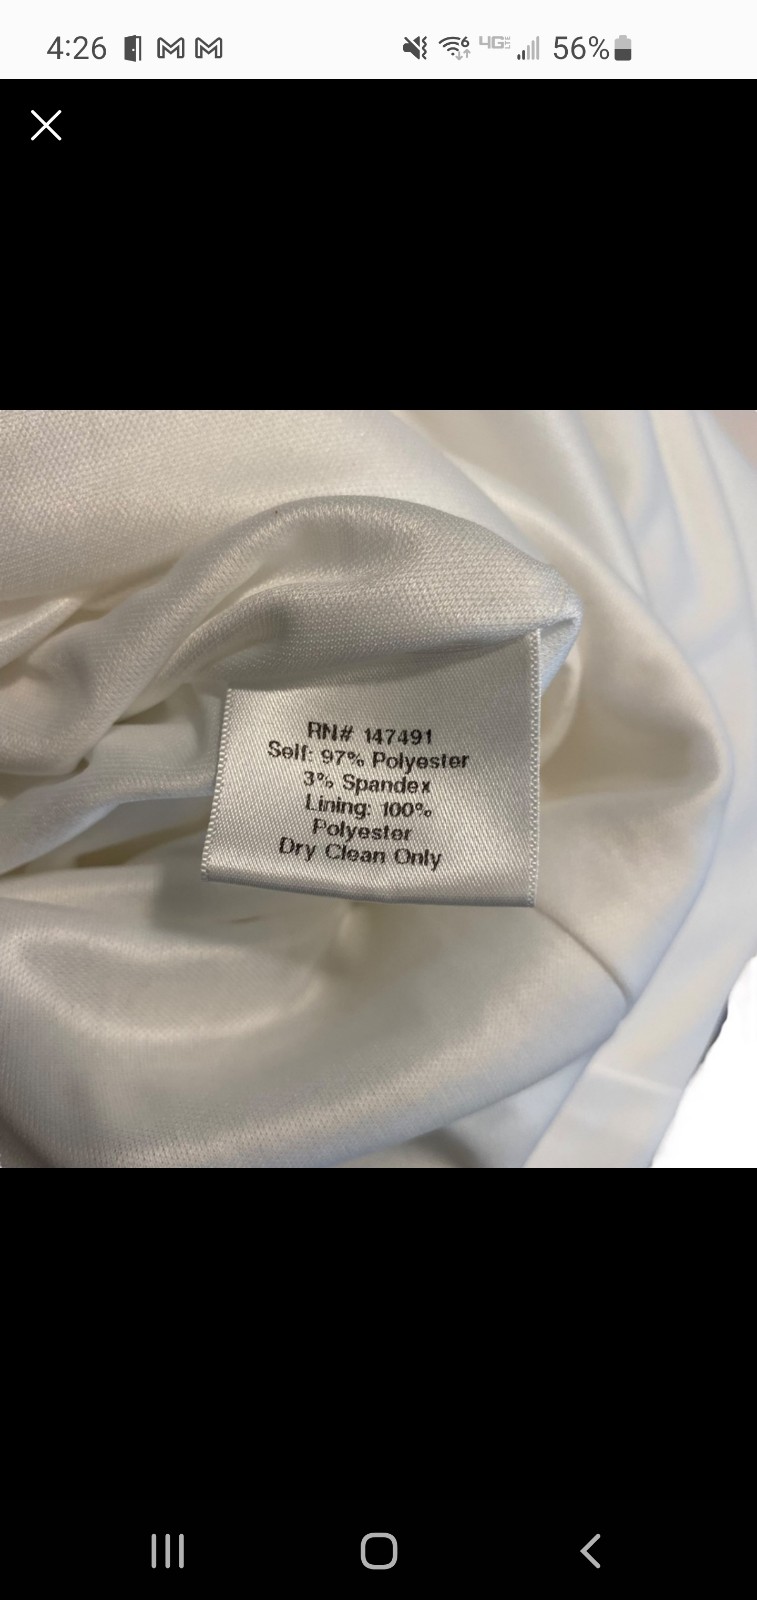 4:26 56%
RN# 147491
Self: 97% Polyester
3% Spandex
Lining: 100%
Polyester
Dry Clean Only